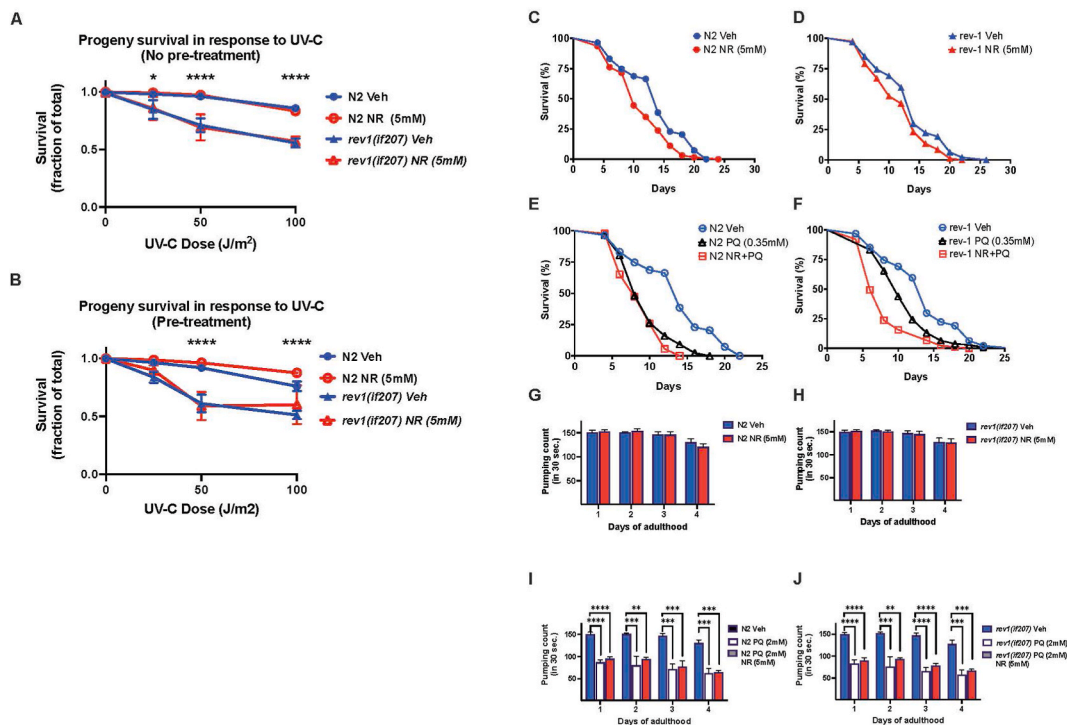 A
Progeny survival in response to UV-C
(No pre-treatment)
* **** ****
1.0
0.5
0.0
Survival
(fraction of total)
0 50 100
UV-C Dose (J/m2)
N2 Veh
N2 NR (5mM)
rev1(if207) Veh
rev1(if207) NR (5mM)
B
Progeny survival in response to UV-C
(Pre-treatment)
**** ****
1.0
0.5
0.0
Survival
(fraction of total)
0 50 100
UV-C Dose (J/m2)
N2 Veh
N2 NR (5mM)
rev1(if207) Veh
rev1(if207) NR (5mM)
C
N2 Veh
N2 NR (5mM)
100
75
50
25
0
Survival (%)
0 5 10 15 20 25 30
Days
D
rev-1 Veh
rev-1 NR (5mM)
100
75
50
25
0
Survival (%)
0 5 10 15 20 25 30
Days
E
N2 Veh
N2 PQ (0.35mM)
N2 NR+PQ
100
75
50
25
0
Survival (%)
0 5 10 15 20 25
Days
F
rev-1 Veh
rev-1 PQ (0.35mM)
rev-1 NR+PQ
100
75
50
25
0
Survival (%)
0 5 10 15 20 25
Days
G
N2 Veh
N2 NR (5mM)
150
100
50
Pumping count
(in 30 sec.)
1 2 3 4
Days of adulthood
H
rev1(if207) Veh
rev1(if207) NR (5mM)
150
100
50
Pumping count
(in 30 sec.)
1 2 3 4
Days of adulthood
I
**** ** *** ***
**** *** *** ***
N2 Veh
N2 PQ (2mM)
N2 PQ (2mM)
NR (5mM)
150
100
50
Pumping count
(in 30 sec.)
1 2 3 4
Days of adulthood
J
**** ** **** ***
**** *** **** ***
rev1(if207) Veh
rev1(if207) PQ (2mM)
rev1(if207) PQ (2mM)
NR (5mM)
150
100
50
Pumping count
(in 30 sec.)
1 2 3 4
Days of adulthood